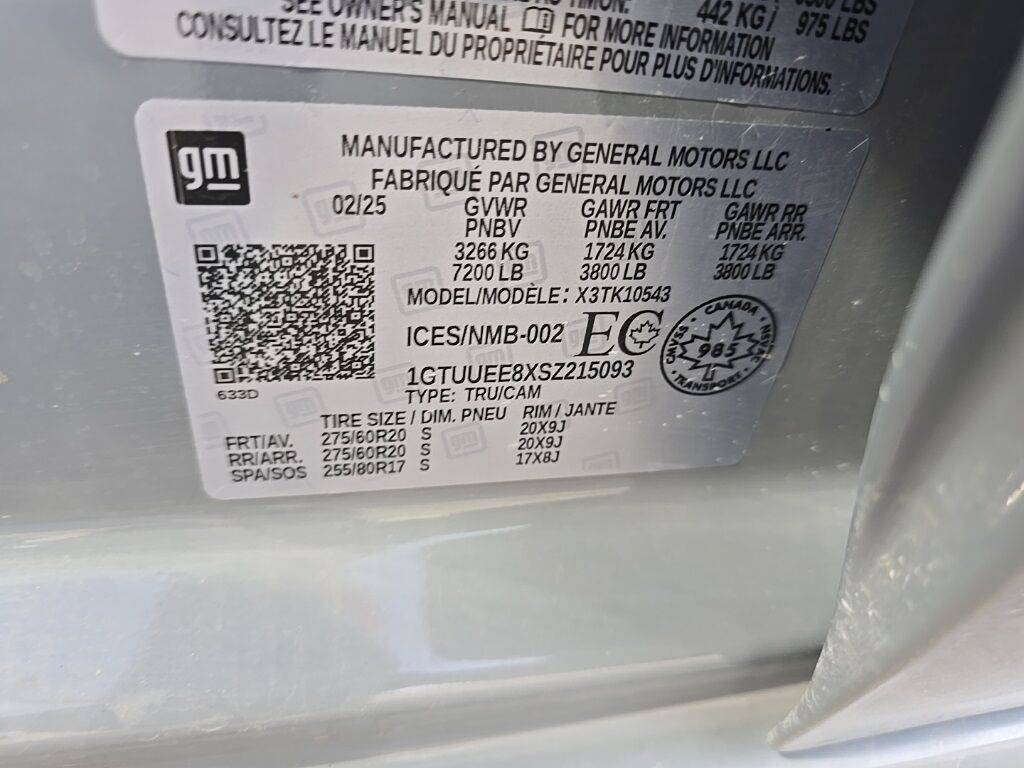 442 KG / 975 LBS
SEE OWNER'S MANUAL FOR MORE INFORMATION
CONSULTEZ LE MANUEL DU PROPRIÉTAIRE POUR PLUS D'INFORMATIONS.
gm
MANUFACTURED BY GENERAL MOTORS LLC
FABRIQUÉ PAR GENERAL MOTORS LLC
02/25 GVWR GAWR FRT GAWR RR
PNBV PNBE AV. PNBE ARR.
3266 KG 1724 KG 1724 KG
7200 LB 3800 LB 3800 LB
MODEL/MODÈLE: X3TK10543
ICES/NMB-002 EC
CANADA
985
TRANSPORT
1GTUUEE8XSZ215093
633D
TYPE: TRU/CAM
TIRE SIZE / DIM. PNEU RIM / JANTE
FRT/AV. 275/60R20 S 20X9J
RR/ARR. 275/60R20 S 20X9J
SPA/SOS 255/80R17 S 17X8J